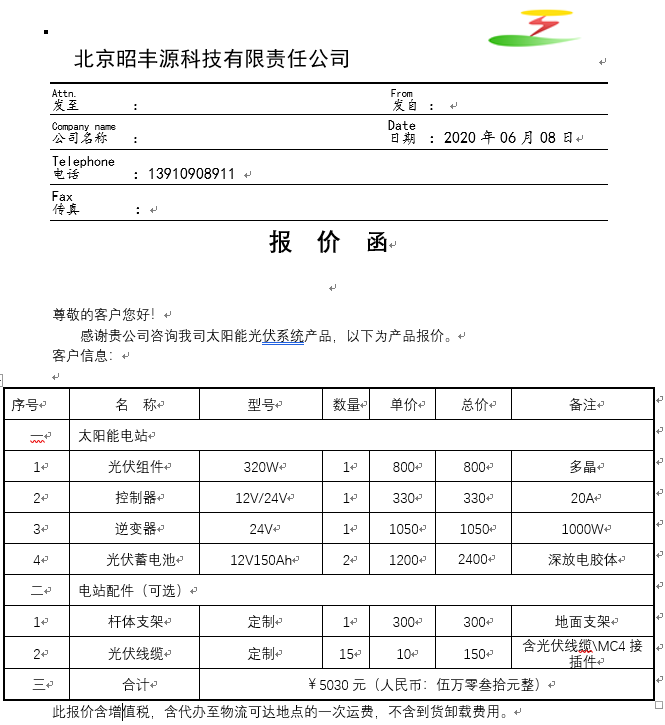 北京昭丰源科技有限责任公司
Attn. From
发至 : 发自 :
Company name Date
公司名称 : 日期 : 2020 年 06 月 08 日
Telephone
电话 : 13910908911
Fax
传真 :
报 价 函
尊敬的客户您好!
感谢贵公司咨询我司太阳能光伏系统产品，以下为产品报价。
客户信息：
序号 名 称 型号 数量 单价 总价 备注
一 太阳能电站
1 光伏组件 320W 1 800 800 多晶
2 控制器 12V/24V 1 330 330 20A
3 逆变器 24V 1 1050 1050 1000W
4 光伏蓄电池 12V150Ah 2 1200 2400 深放电胶体
二 电站配件（可选）
1 杆体支架 定制 1 300 300 地面支架
2 光伏线缆 定制 15 10 150 含光伏线缆\MC4 接
插件
三 合计 ￥5030 元（人民币：伍万零叁拾元整）
此报价含增值税，含代办至物流可达地点的一次运费，不含到货卸载费用。